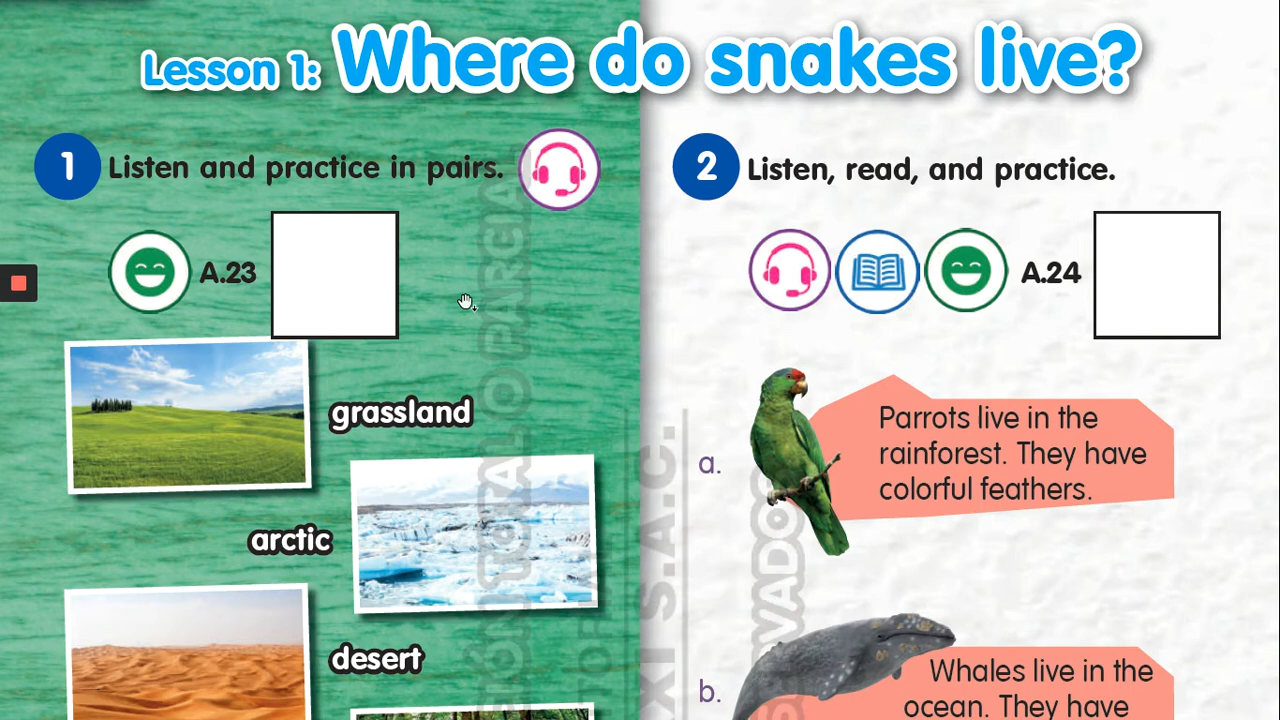 Lesson 1: Where do snakes live?
1 Listen and practice in pairs.
A.23
grassland
arctic
desert
2 Listen, read, and practice.
A.24
a.
Parrots live in the
rainforest. They have
colorful feathers.
b.
Whales live in the
ocean. They have
S.A.C.